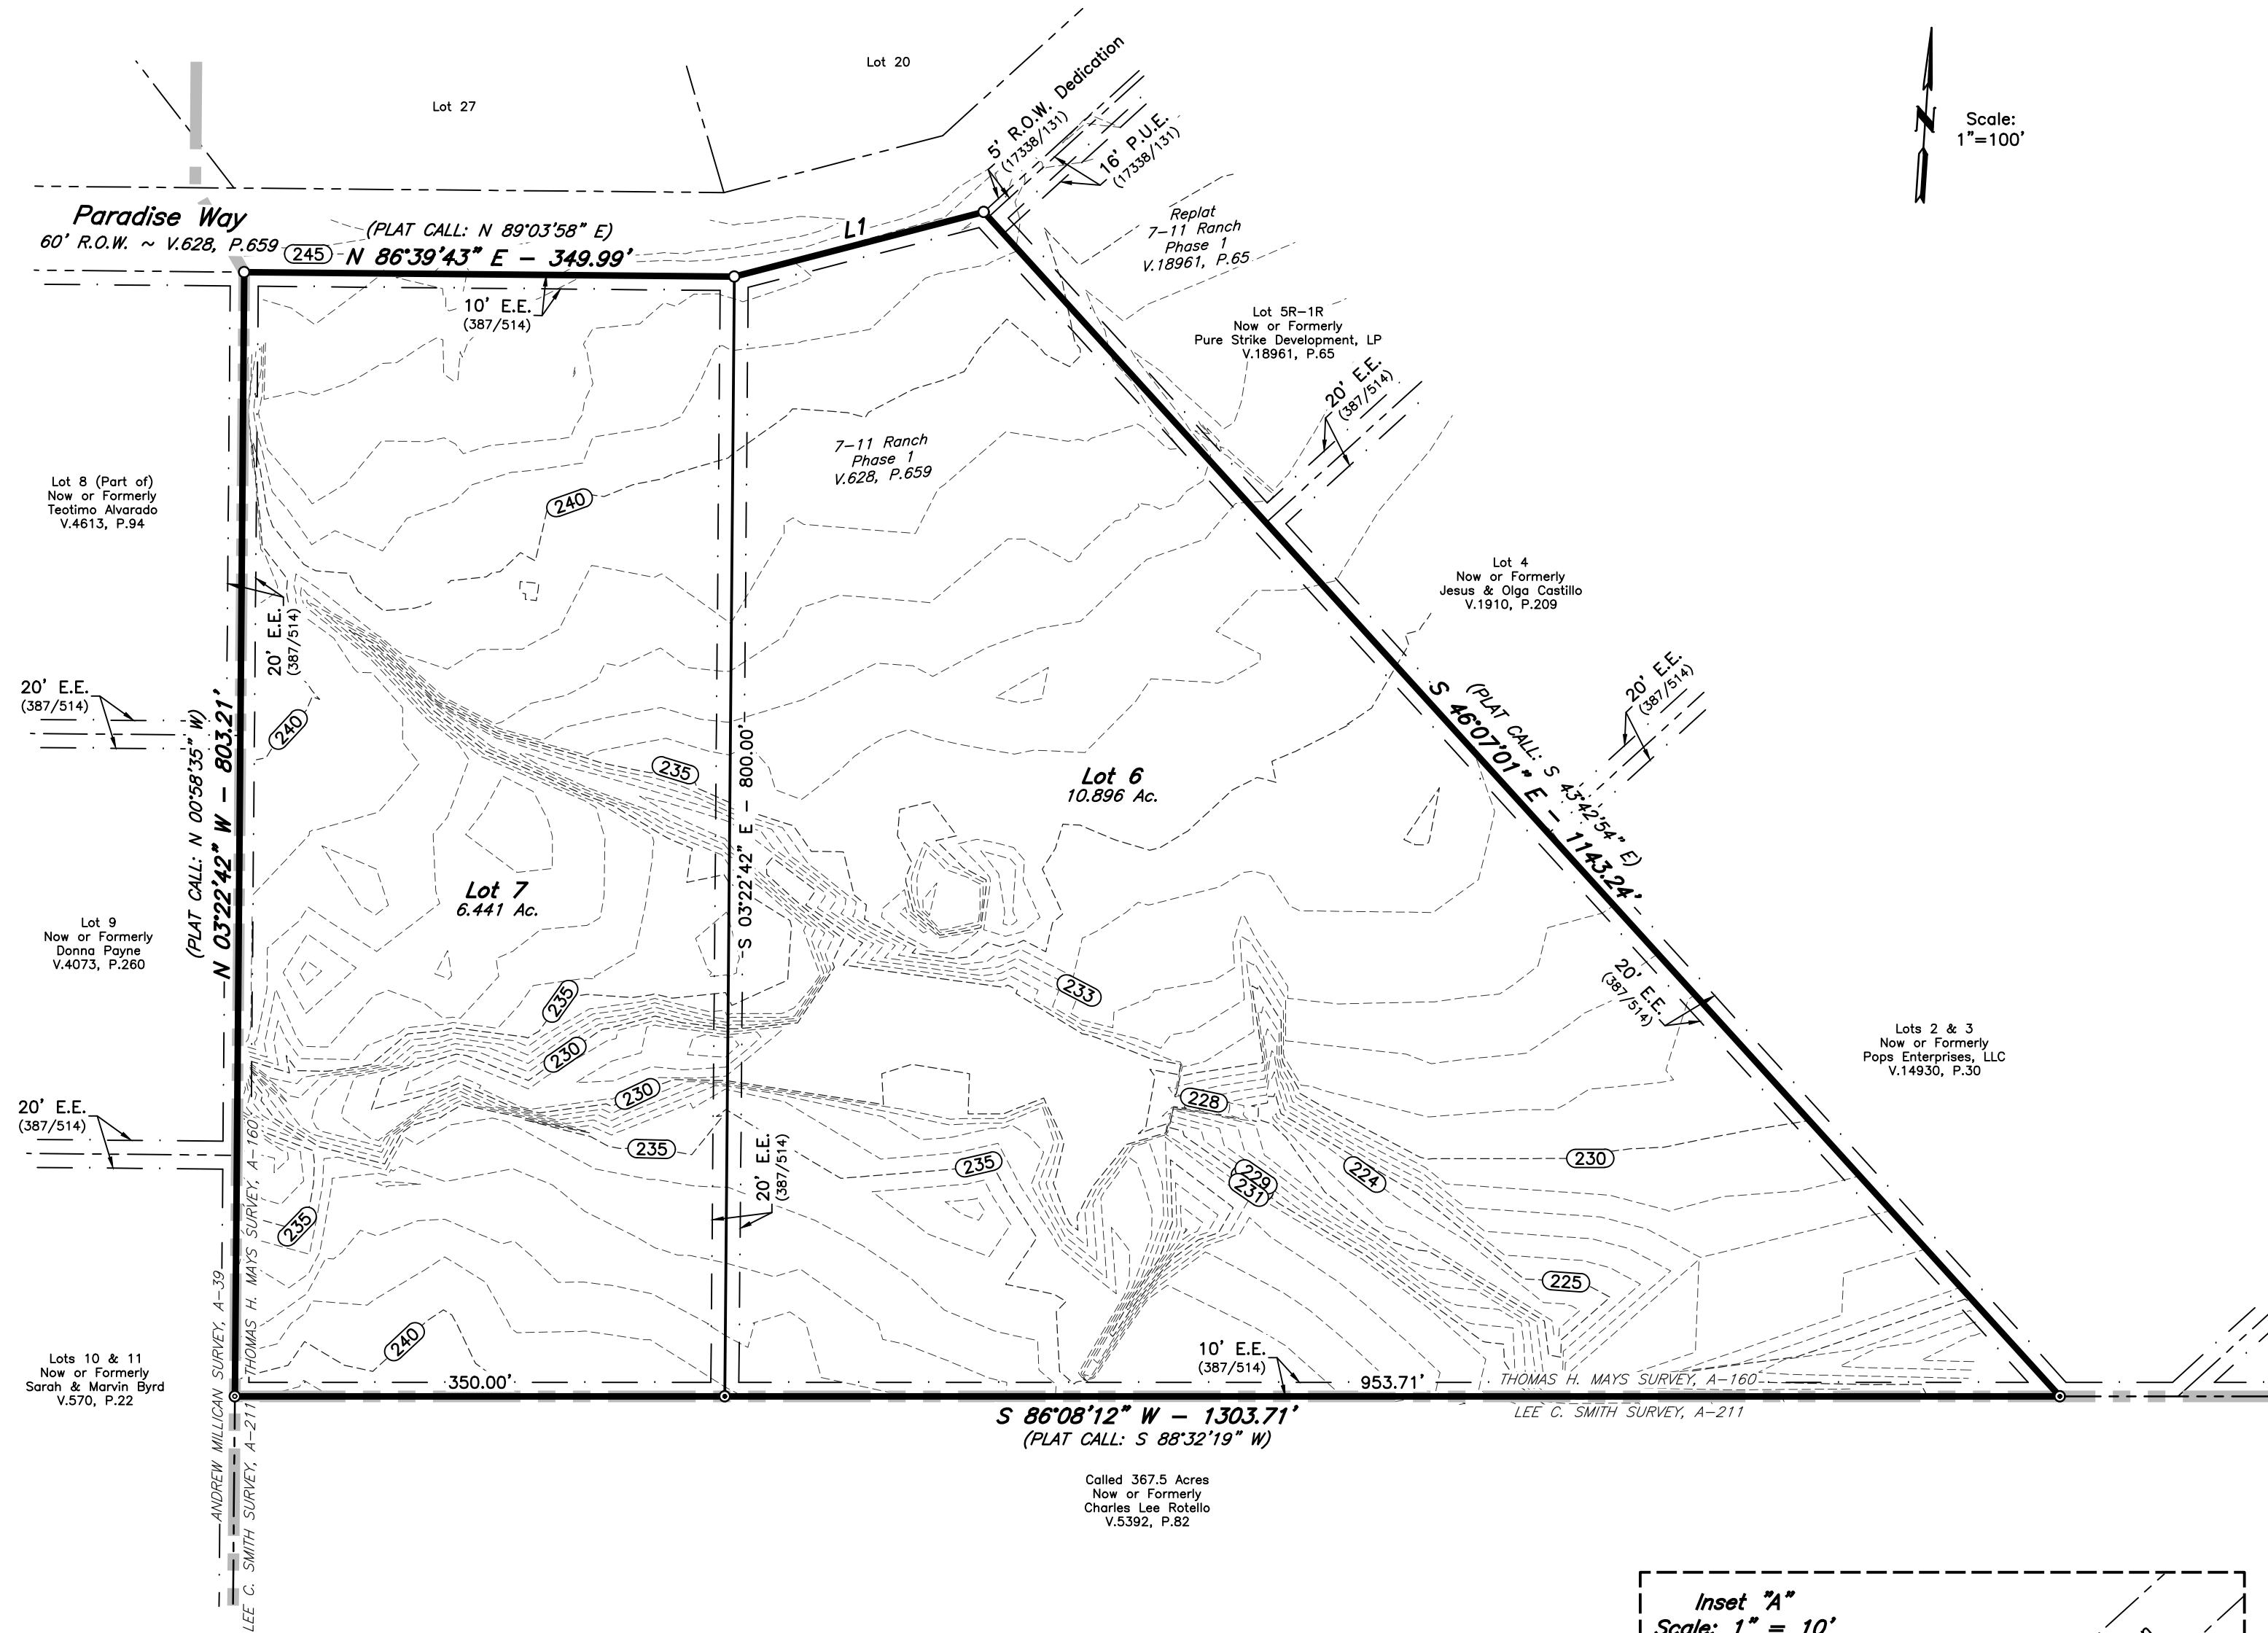 Lot 20
Lot 27
5' R.O.W. Dedication
(17338/131)
16' P.U.E.
(17338/131)
N
Scale:
1"=100'
Paradise Way
60' R.O.W. ~ V.628, P.659
245
(PLAT CALL: N 89°03'58" E)
N 86°39'43" E - 349.99'
L1
Replat
7-11 Ranch
Phase 1
V.18961, P.65
10' E.E.
(387/514)
Lot 5R-1R
Now or Formerly
Pure Strike Development, LP
V.18961, P.65
20' E.E.
(387/514)
7-11 Ranch
Phase 1
V.628, P.659
240
Lot 8 (Part of)
Now or Formerly
Teotimo Alvarado
V.4613, P.94
Lot 4
Now or Formerly
Jesus & Olga Castillo
V.1910, P.209
20' E.E.
(387/514)
20' E.E.
(387/514)
20' E.E.
(387/514)
240
(PLAT CALL: N 00°58'35" W)
N 03°22'42" W - 803.21'
235
S 03°22'42" E - 800.00'
Lot 6
10.896 Ac.
(PLAT CALL: S 43°42'54" E)
S 46°07'01" E - 1143.24'
Lot 7
6.441 Ac.
Lot 9
Now or Formerly
Donna Payne
V.4073, P.260
235
233
20' E.E.
(387/514)
Lots 2 & 3
Now or Formerly
Pops Enterprises, LLC
V.14930, P.30
230
230
228
20' E.E.
(387/514)
235
20' E.E.
(387/514)
235
229
231
224
230
235
225
ANDREW MILLICAN SURVEY, A-39
THOMAS H. MAYS SURVEY, A-160
240
10' E.E.
(387/514)
Lots 10 & 11
Now or Formerly
Sarah & Marvin Byrd
V.570, P.22
350.00'
953.71'
THOMAS H. MAYS SURVEY, A-160
LEE C. SMITH SURVEY, A-211
S 86°08'12" W - 1303.71'
(PLAT CALL: S 88°32'19" W)
LEE C. SMITH SURVEY, A-211
Called 367.5 Acres
Now or Formerly
Charles Lee Rotello
V.5392, P.82
Inset "A"
Scale: 1" = 10'